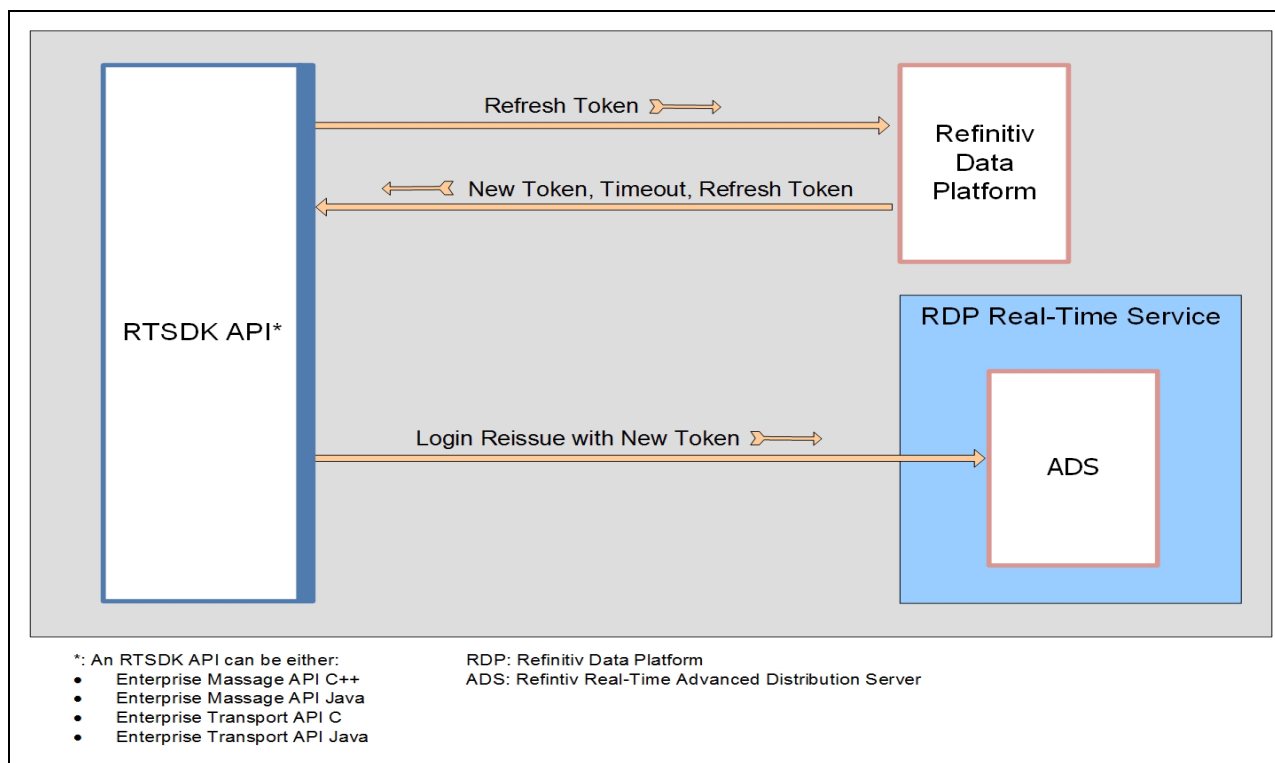 Refresh Token
Refinitiv
Data
Platform
New Token, Timeout, Refresh Token
RTSDK API*
RDP Real-Time Service
Login Reissue with New Token
ADS
*: An RTSDK API can be either:
● Enterprise Massage API C++
● Enterprise Massage API Java
● Enterprise Transport API C
● Enterprise Transport API Java
RDP: Refinitiv Data Platform
ADS: Refintiv Real-Time Advanced Distribution Server